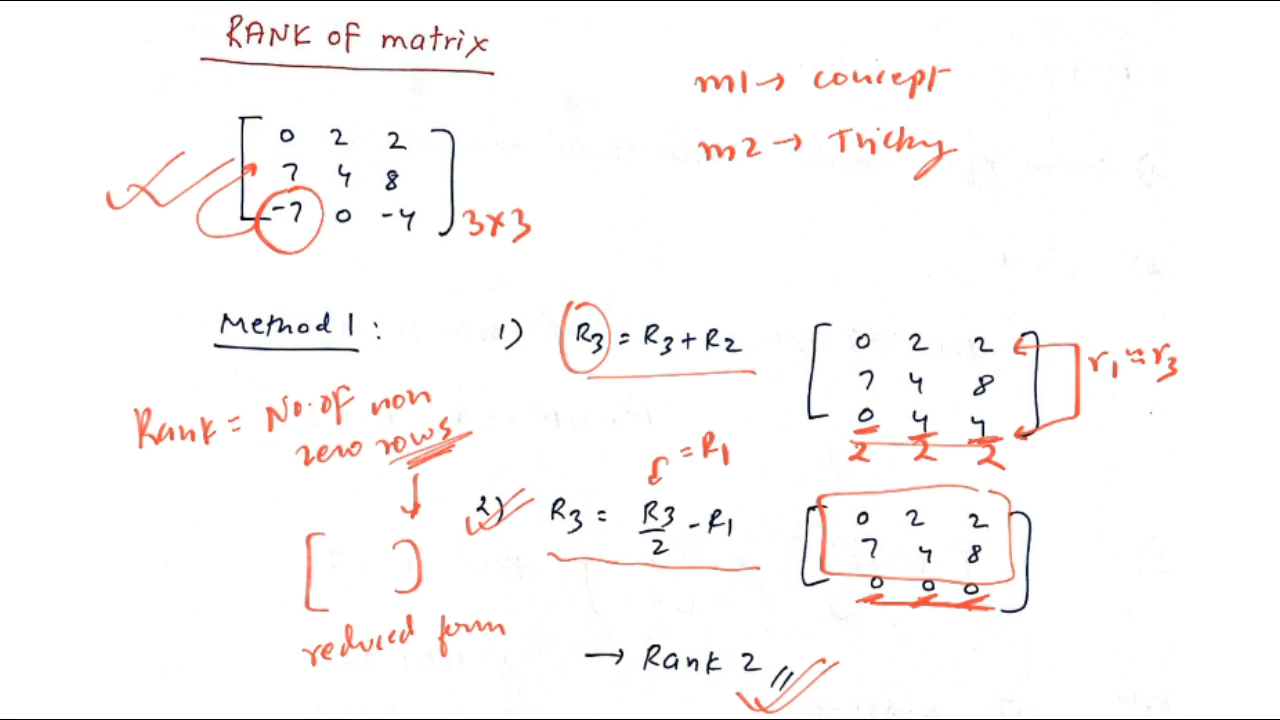 RANK of matrix
m1 → concept
m2 → Tricky
0 2 2
7 4 8
-7 0 -4
3×3
Method 1 :
1) R3 = R3 + R2
0 2 2
7 4 8
0 4 4
2 2 2
r1 ≈ r3
Rank = No. of non
zero rows
= R1
2) R3 = R3/2 - R1
0 2 2
7 4 8
0 0 0
[ ]
reduced form
→ Rank 2 //